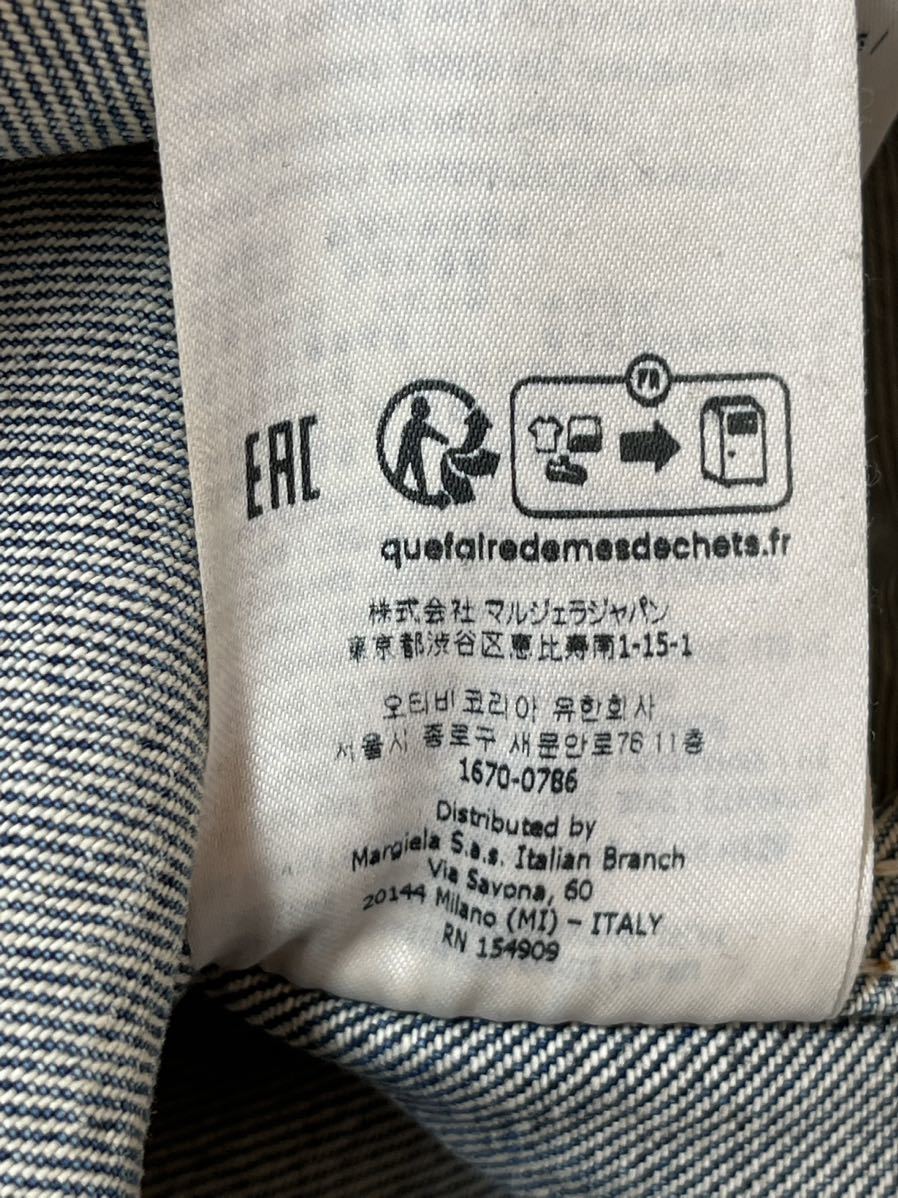 FR
EAC
quefairedemesdechets.fr
株式会社 マルジェラジャパン
東京都渋谷区恵比寿南1-15-1
오티비코리아 유한회사
서울시 종로구 새문안로76 11층
1670-0786
Distributed by
Margiela S.a.s. Italian Branch
Via Savona, 60
20144 Milano (MI) - ITALY
RN 154909